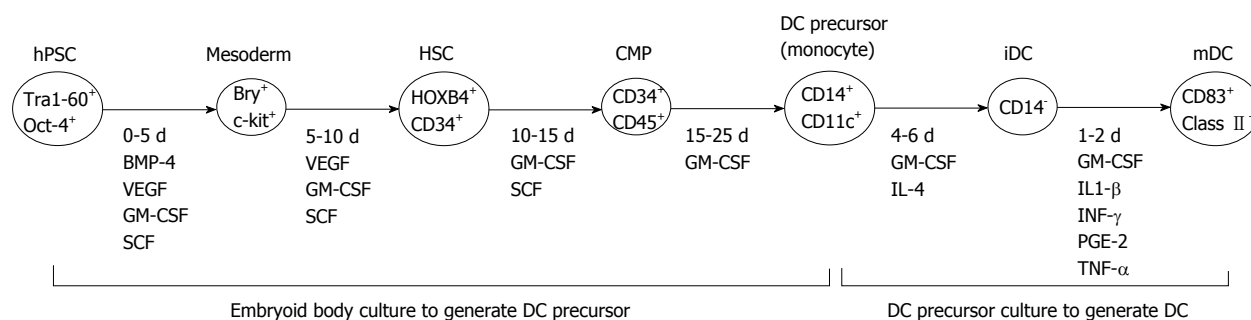 hPSC
Tra1-60⁺
Oct-4⁺
0-5 d
BMP-4
VEGF
GM-CSF
SCF
Mesoderm
Bry⁺
c-kit⁺
5-10 d
VEGF
GM-CSF
SCF
HSC
HOXB4⁺
CD34⁺
10-15 d
GM-CSF
SCF
CMP
CD34⁺
CD45⁺
15-25 d
GM-CSF
DC precursor
(monocyte)
CD14⁺
CD11c⁺
4-6 d
GM-CSF
IL-4
iDC
CD14⁻
1-2 d
GM-CSF
IL1-β
INF-γ
PGE-2
TNF-α
mDC
CD83⁺
Class Ⅱ
Embryoid body culture to generate DC precursor
DC precursor culture to generate DC